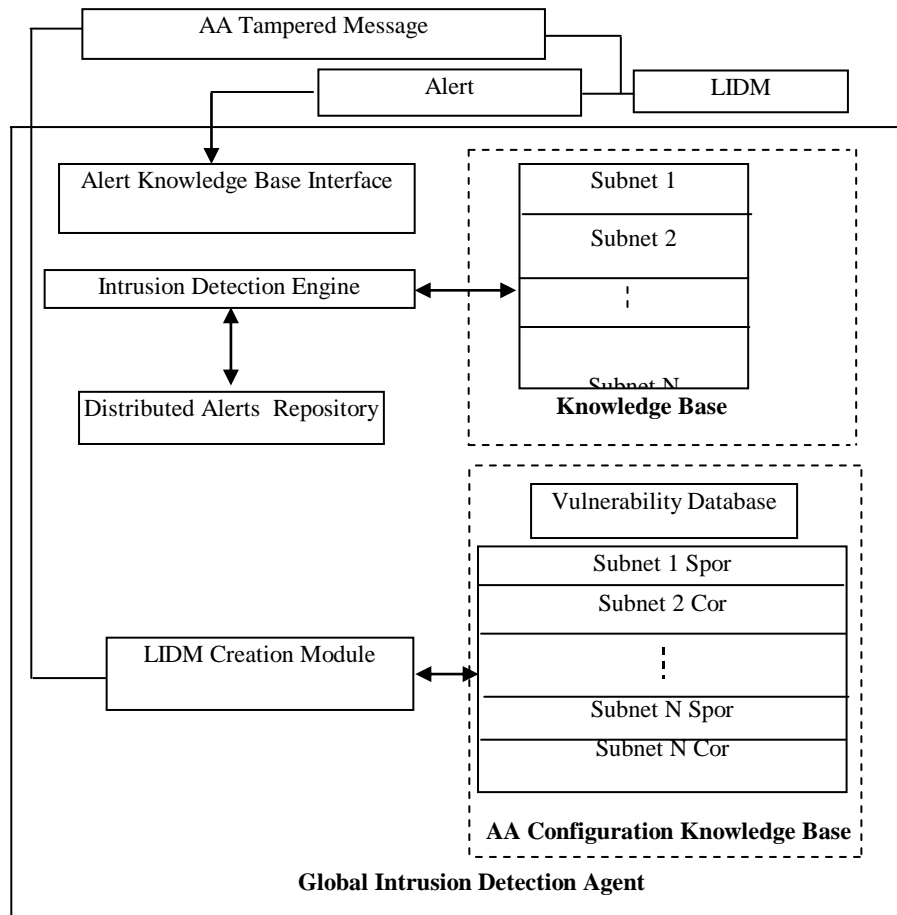 AA Tampered Message
Alert
LIDM
Alert Knowledge Base Interface
Subnet 1
Subnet 2
Intrusion Detection Engine
Subnet N
Knowledge Base
Distributed Alerts Repository
Vulnerability Database
Subnet 1 Spor
Subnet 2 Cor
LIDM Creation Module
Subnet N Spor
Subnet N Cor
AA Configuration Knowledge Base
Global Intrusion Detection Agent